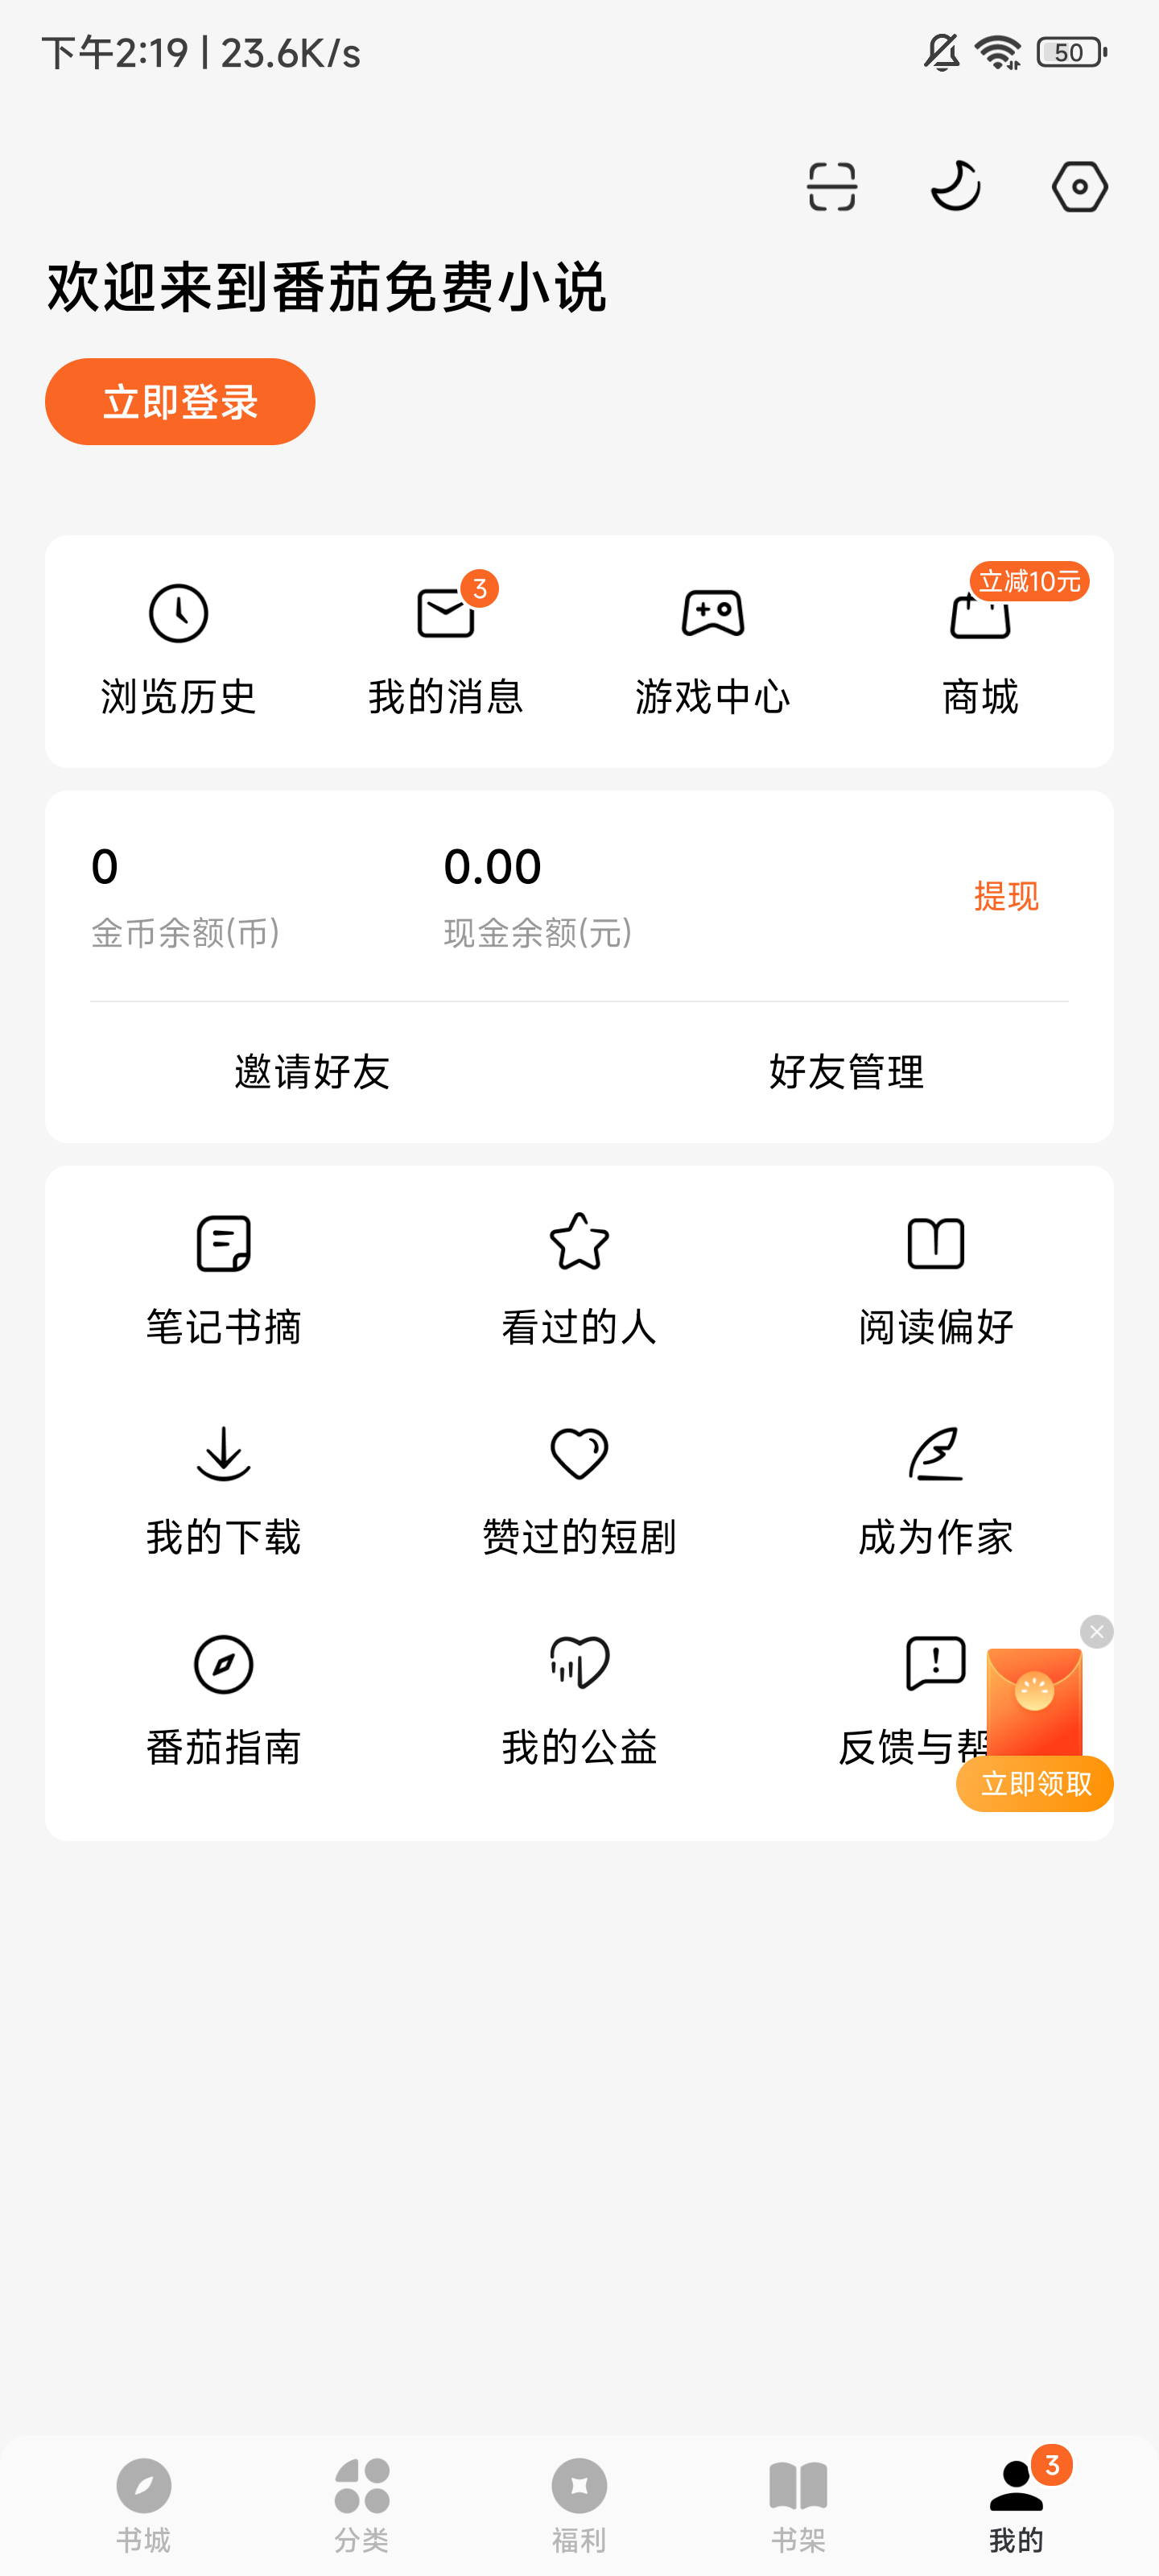 下午2:19 | 23.6K/s
50
欢迎来到番茄免费小说
立即登录
3
立减10元
浏览历史 我的消息 游戏中心 商城
0 0.00
提现
金币余额(币) 现金余额(元)
邀请好友 好友管理
笔记书摘 看过的人 阅读偏好
我的下载 赞过的短剧 成为作家
番茄指南 我的公益 反馈与帮
立即领取
3
书城 分类 福利 书架 我的